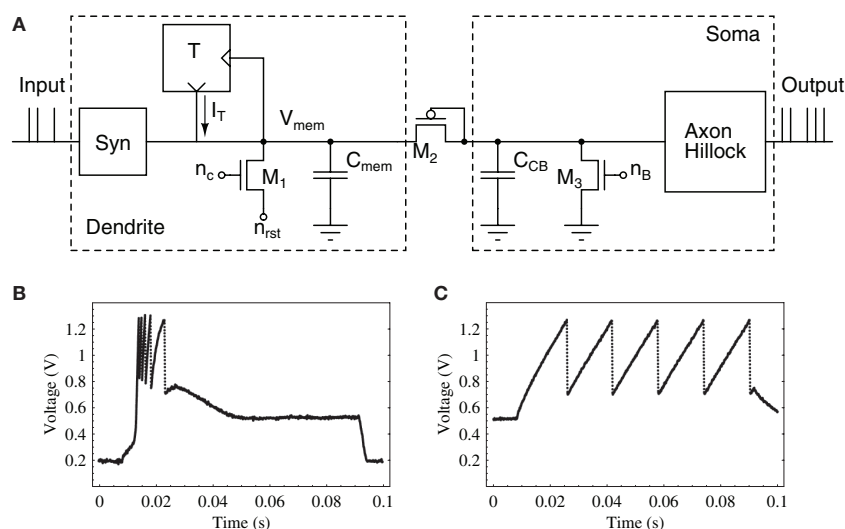 A
Input
T
I_T
V_mem
Syn
n_c
M_1
C_mem
n_rst
Dendrite
M_2
Soma
C_CB
M_3
n_B
Axon
Hillock
Output
B
Voltage (V)
1.2
1
0.8
0.6
0.4
0.2
0 0.02 0.04 0.06 0.08 0.1
Time (s)
C
Voltage (V)
1.2
1
0.8
0.6
0.4
0.2
0 0.02 0.04 0.06 0.08 0.1
Time (s)